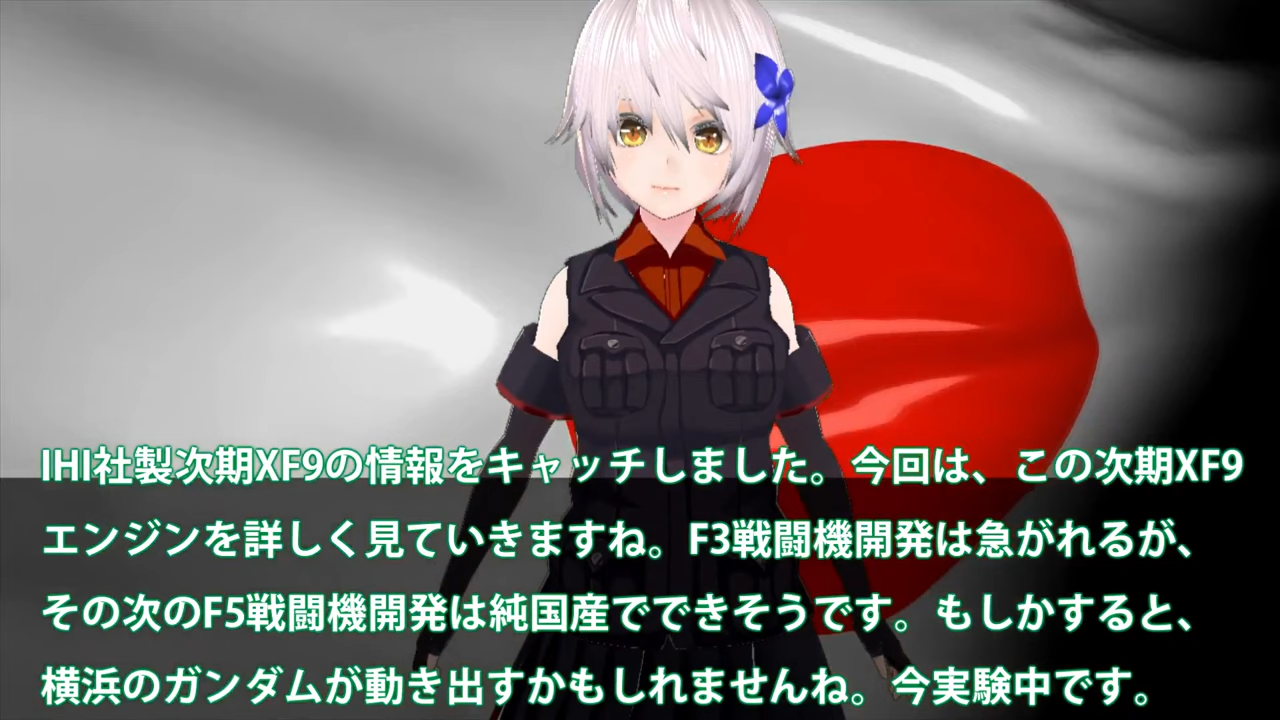 IHI社製次期XF9の情報をキャッチしました。今回は、この次期XF9
エンジンを詳しく見ていきますね。F3戦闘機開発は急がれるが、
その次のF5戦闘機開発は純国産でできそうです。もしかすると、
横浜のガンダムが動き出すかもしれませんね。今実験中です。